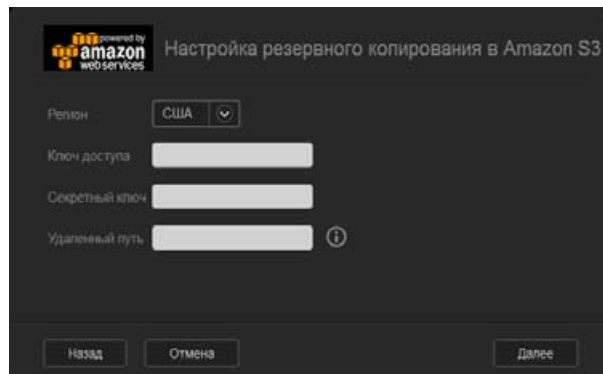 powered by
amazon
webservices
Настройка резервного копирования в Amazon S3
Регион
США
Ключ доступа
Секретный ключ
Удаленный путь
Назад
Отмена
Далее